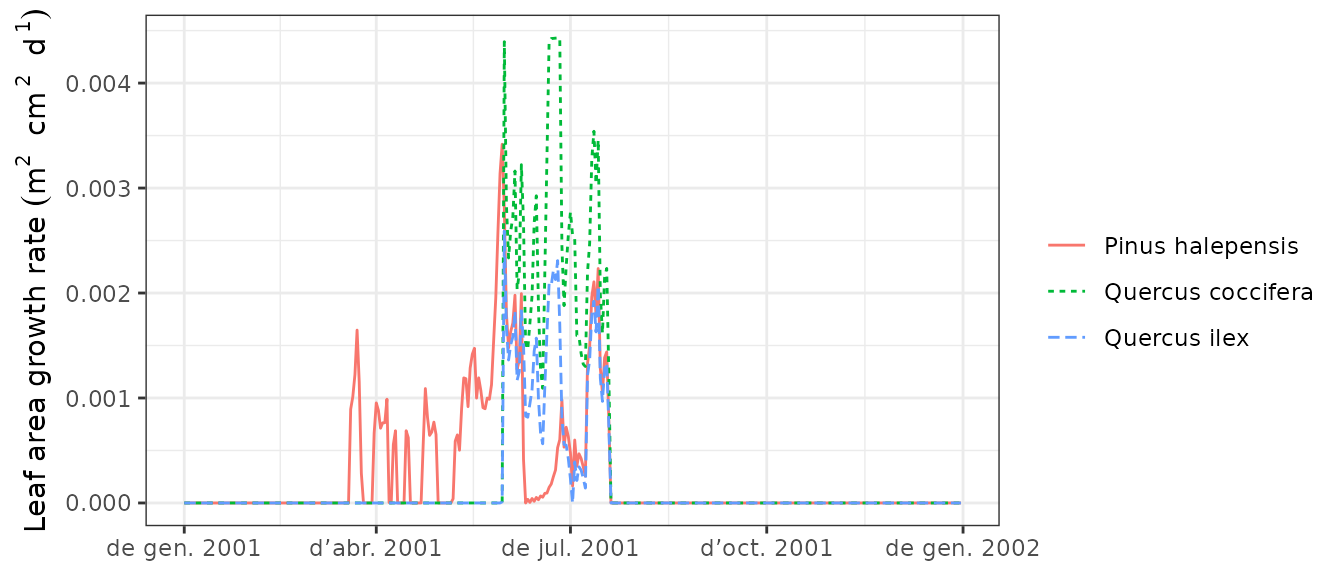 Leaf area growth rate (m² cm² d¹)
0.004
0.003
0.002
0.001
0.000
de gen. 2001
d’abr. 2001
de jul. 2001
d’oct. 2001
de gen. 2002
Pinus halepensis
Quercus coccifera
Quercus ilex